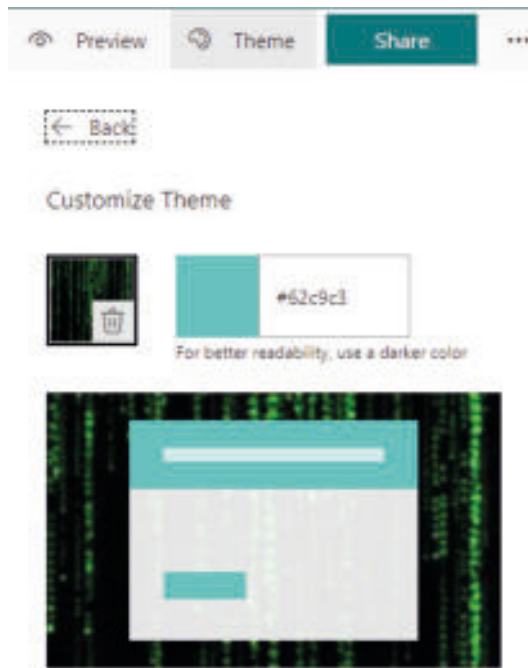 Preview Theme Share ...
Back
Customize Theme
#62c9c3
For better readability, use a darker color